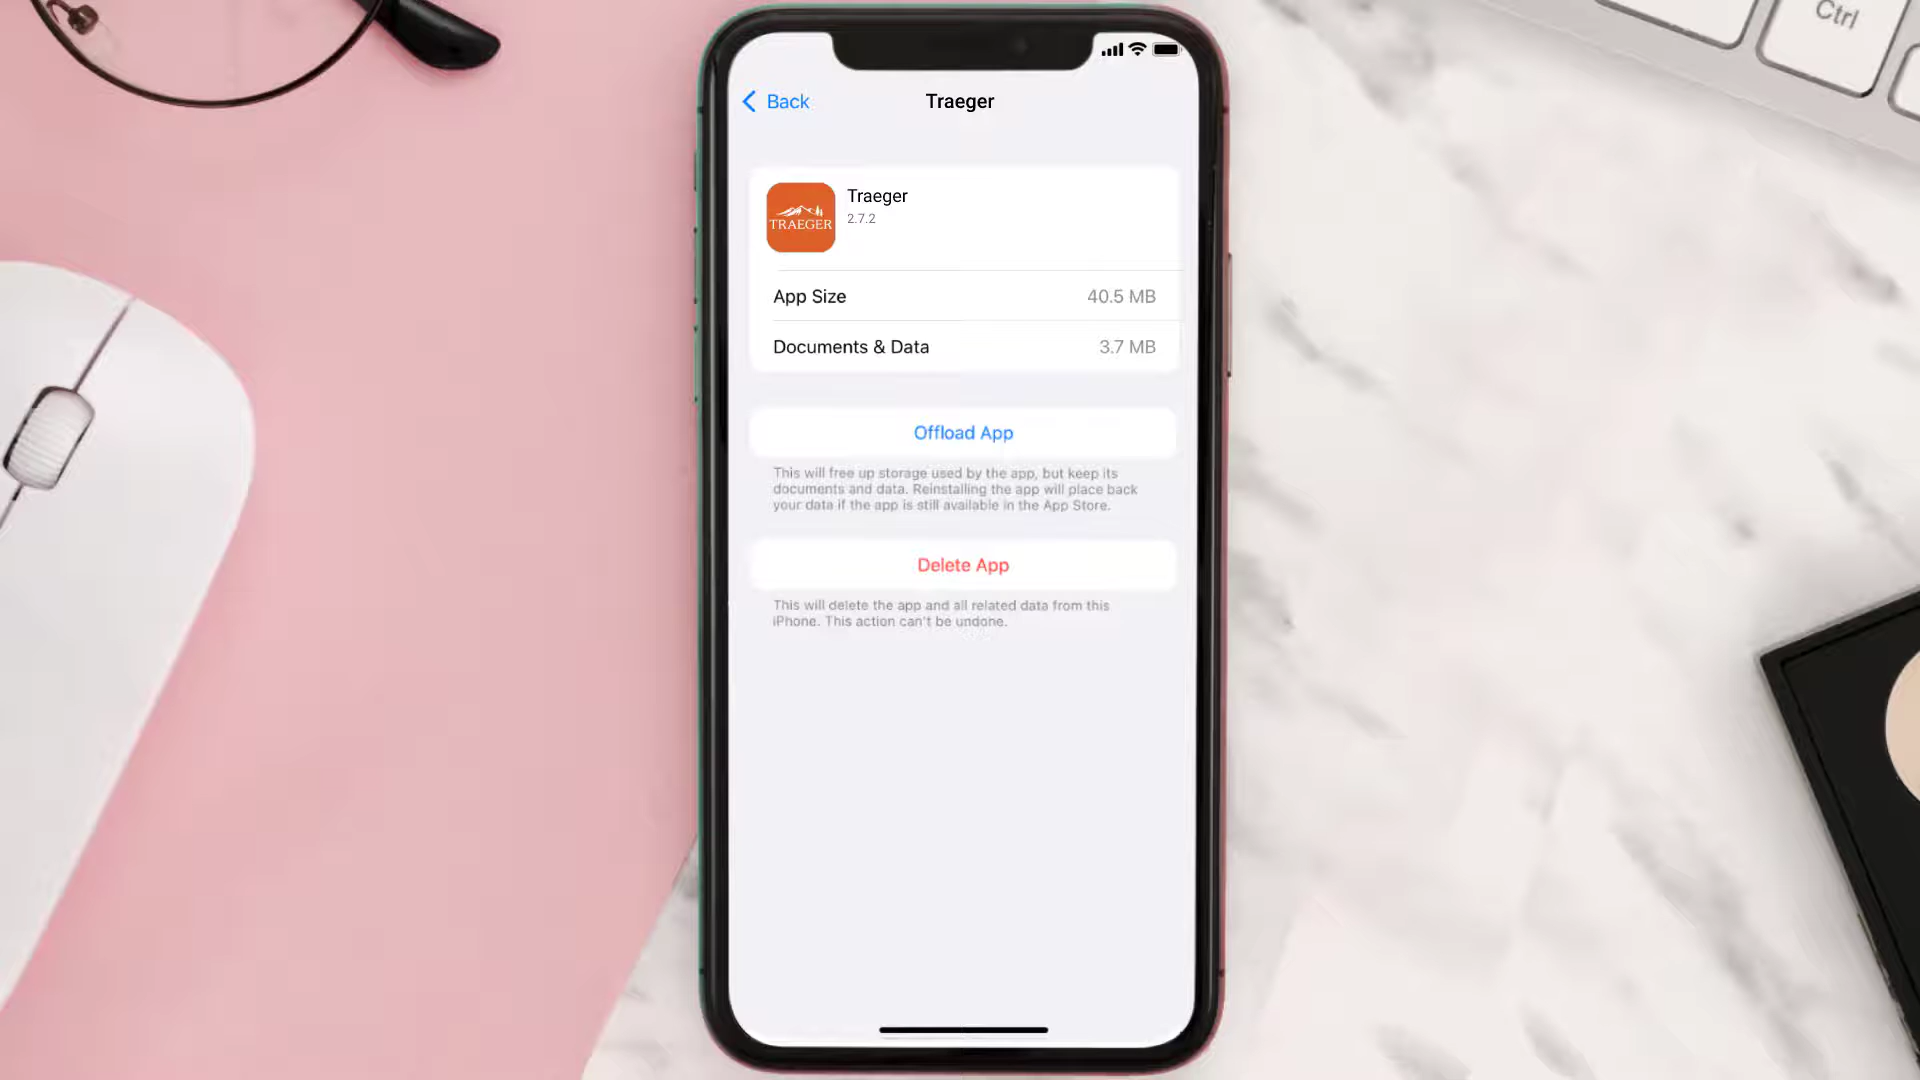 Ctrl
Back
Traeger
TRAEGER
Traeger
2.7.2
App Size
40.5 MB
Documents & Data
3.7 MB
Offload App
This will free up storage used by the app, but keep its
documents and data. Reinstalling the app will place back
your data if the app is still available in the App Store.
Delete App
This will delete the app and all related data from this
iPhone. This action can't be undone.